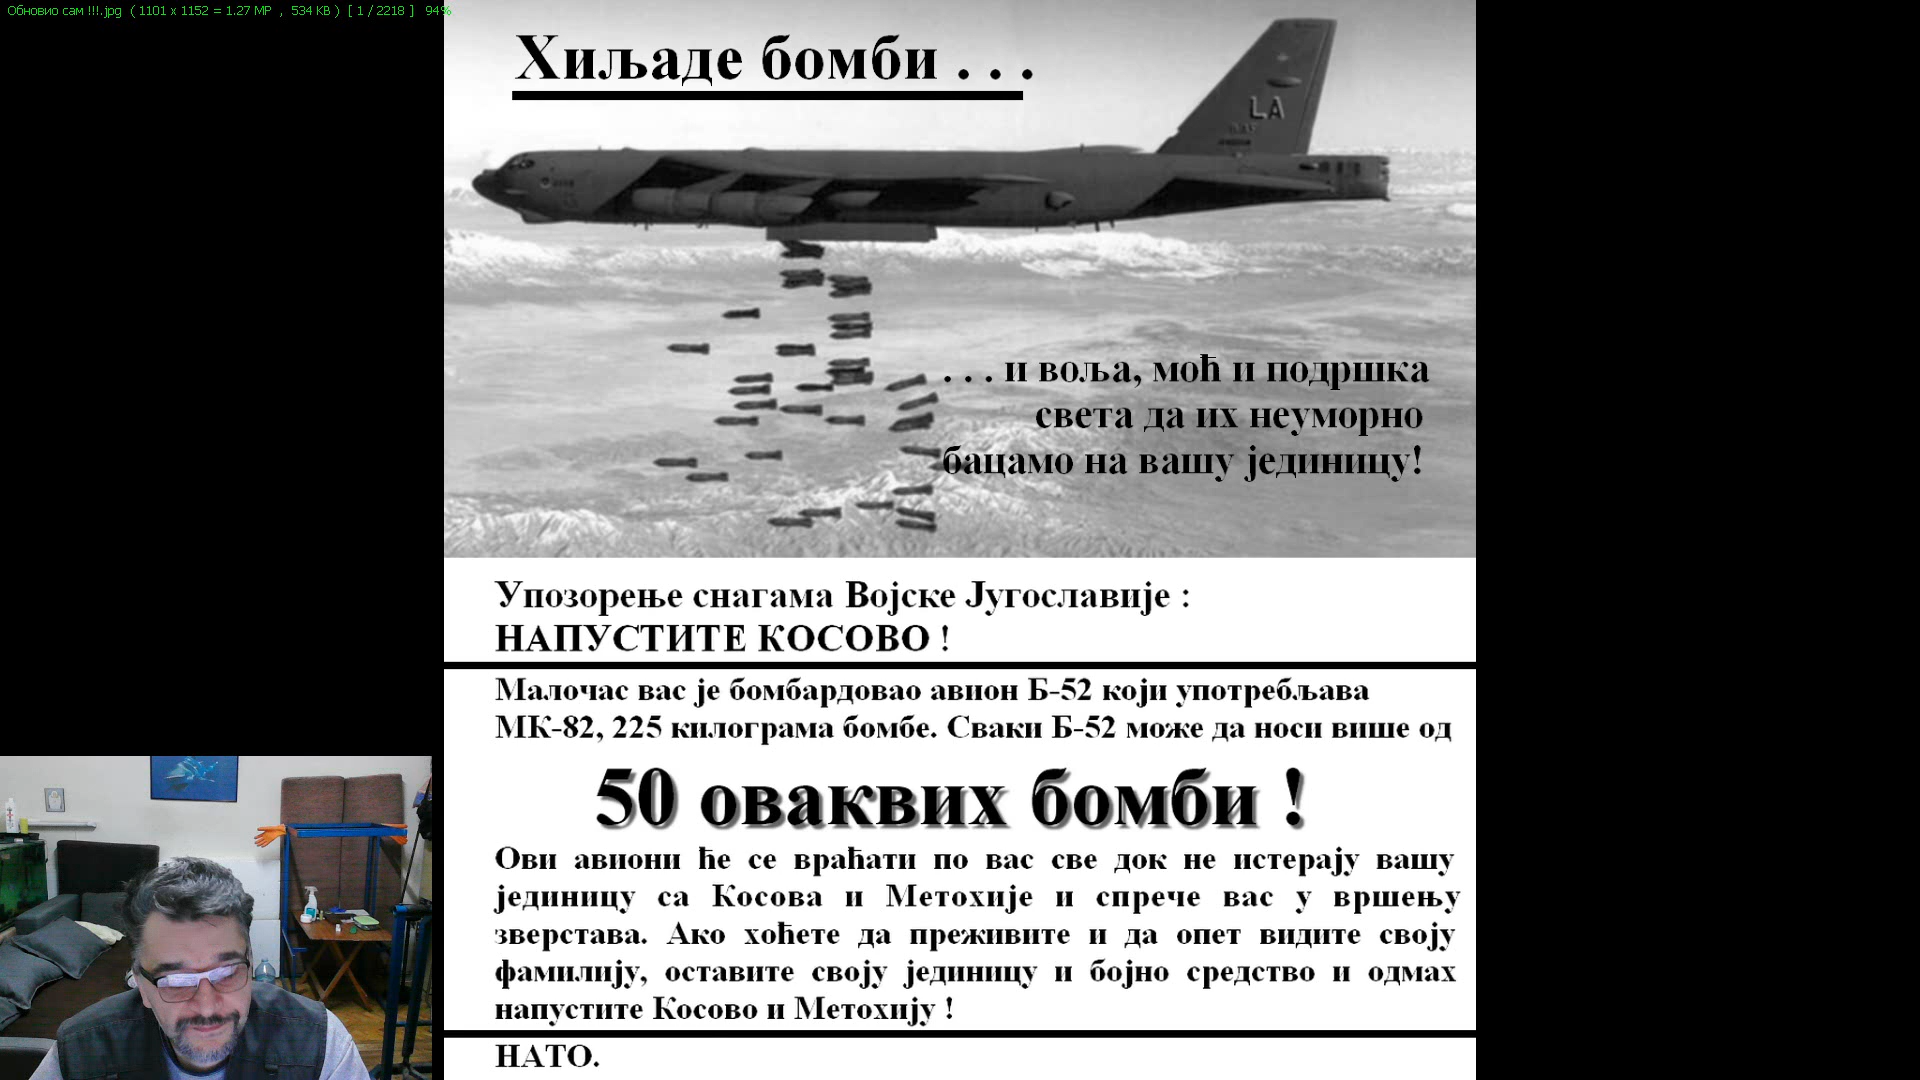 Обновио сам !!!.jpg ( 1101 x 1152 = 1.27 MP , 534 KB ) [ 1 / 2218 ] 94%
Хиљаде бомби . . .
LA
. . . и воља, моћ и подршка
света да их неуморно
бацамо на вашу јединицу!
Упозорење снагама Војске Југославије :
НАПУСТИТЕ КОСОВО !
Малочас вас је бомбардовао авион Б-52 који употребљава
МК-82, 225 килограма бомбе. Сваки Б-52 може да носи више од
50 оваквих бомби !
Ови авиони ће се враћати по вас све док не истерају вашу
јединицу са Косова и Метохије и спрече вас у вршењу
зверстава. Ако хоћете да преживите и да опет видите своју
фамилију, оставите своју јединицу и бојно средство и одмах
напустите Косово и Метохију !
НАТО.